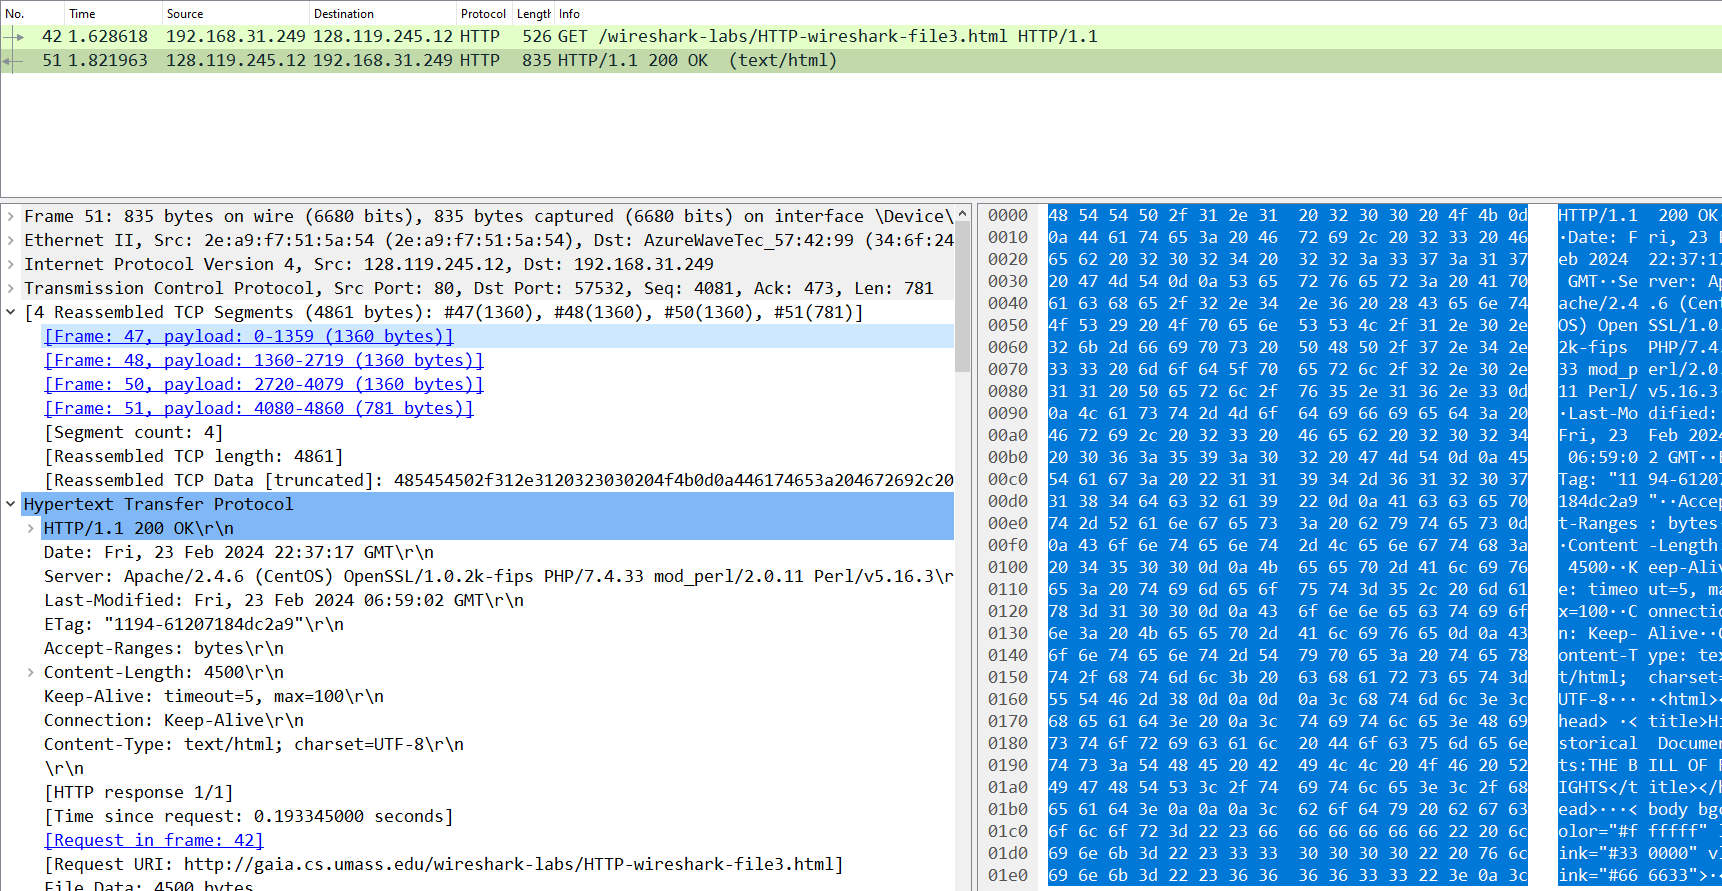 No. Time Source Destination Protocol Length Info
42 1.628618 192.168.31.249 128.119.245.12 HTTP 526 GET /wireshark-labs/HTTP-wireshark-file3.html HTTP/1.1
51 1.821963 128.119.245.12 192.168.31.249 HTTP 835 HTTP/1.1 200 OK (text/html)
Frame 51: 835 bytes on wire (6680 bits), 835 bytes captured (6680 bits) on interface \Device\
Ethernet II, Src: 2e:a9:f7:51:5a:54 (2e:a9:f7:51:5a:54), Dst: AzureWaveTec_57:42:99 (34:6f:24
Internet Protocol Version 4, Src: 128.119.245.12, Dst: 192.168.31.249
Transmission Control Protocol, Src Port: 80, Dst Port: 57532, Seq: 4081, Ack: 473, Len: 781
[4 Reassembled TCP Segments (4861 bytes): #47(1360), #48(1360), #50(1360), #51(781)]
[Frame: 47, payload: 0-1359 (1360 bytes)]
[Frame: 48, payload: 1360-2719 (1360 bytes)]
[Frame: 50, payload: 2720-4079 (1360 bytes)]
[Frame: 51, payload: 4080-4860 (781 bytes)]
[Segment count: 4]
[Reassembled TCP length: 4861]
[Reassembled TCP Data [truncated]: 485454502f312e3120323030204f4b0d0a446174653a204672692c20
Hypertext Transfer Protocol
HTTP/1.1 200 OK\r\n
Date: Fri, 23 Feb 2024 22:37:17 GMT\r\n
Server: Apache/2.4.6 (CentOS) OpenSSL/1.0.2k-fips PHP/7.4.33 mod_perl/2.0.11 Perl/v5.16.3\r
Last-Modified: Fri, 23 Feb 2024 06:59:02 GMT\r\n
ETag: "1194-61207184dc2a9"\r\n
Accept-Ranges: bytes\r\n
Content-Length: 4500\r\n
Keep-Alive: timeout=5, max=100\r\n
Connection: Keep-Alive\r\n
Content-Type: text/html; charset=UTF-8\r\n
\r\n
[HTTP response 1/1]
[Time since request: 0.193345000 seconds]
[Request in frame: 42]
[Request URI: http://gaia.cs.umass.edu/wireshark-labs/HTTP-wireshark-file3.html]
File Data: 4500 bytes
0000 48 54 54 50 2f 31 2e 31 20 32 30 30 20 4f 4b 0d HTTP/1.1 200 OK
0010 0a 44 61 74 65 3a 20 46 72 69 2c 20 32 33 20 46 ·Date: F ri, 23
0020 65 62 20 32 30 32 34 20 32 32 3a 33 37 3a 31 37 eb 2024 22:37:17
0030 20 47 4d 54 0d 0a 53 65 72 76 65 72 3a 20 41 70 GMT··Se rver: Ap
0040 61 63 68 65 2f 32 2e 34 2e 36 20 28 43 65 6e 74 ache/2.4 .6 (Cent
0050 4f 53 29 20 4f 70 65 6e 53 53 4c 2f 31 2e 30 2e OS) Open SSL/1.0.
0060 32 6b 2d 66 69 70 73 20 50 48 50 2f 37 2e 34 2e 2k-fips PHP/7.4.
0070 33 33 20 6d 6f 64 5f 70 65 72 6c 2f 32 2e 30 2e 33 mod_p erl/2.0.
0080 31 31 20 50 65 72 6c 2f 76 35 2e 31 36 2e 33 0d 11 Perl/ v5.16.3
0090 0a 4c 61 73 74 2d 4d 6f 64 69 66 69 65 64 3a 20 ·Last-Mo dified:
00a0 46 72 69 2c 20 32 33 20 46 65 62 20 32 30 32 34 Fri, 23 Feb 2024
00b0 20 30 36 3a 35 39 3a 30 32 20 47 4d 54 0d 0a 45 06:59:0 2 GMT··E
00c0 54 61 67 3a 20 22 31 31 39 34 2d 36 31 32 30 37 Tag: "11 94-61207
00d0 31 38 34 64 63 32 61 39 22 0d 0a 41 63 63 65 70 184dc2a9 "··Accep
00e0 74 2d 52 61 6e 67 65 73 3a 20 62 79 74 65 73 0d t-Ranges : bytes
00f0 0a 43 6f 6e 74 65 6e 74 2d 4c 65 6e 67 74 68 3a ·Content -Length
0100 20 34 35 30 30 0d 0a 4b 65 65 70 2d 41 6c 69 76 4500··K eep-Aliv
0110 65 3a 20 74 69 6d 65 6f 75 74 3d 35 2c 20 6d 61 e: timeo ut=5, ma
0120 78 3d 31 30 30 0d 0a 43 6f 6e 6e 65 63 74 69 6f x=100··C onnectio
0130 6e 3a 20 4b 65 65 70 2d 41 6c 69 76 65 0d 0a 43 n: Keep- Alive··C
0140 6f 6e 74 65 6e 74 2d 54 79 70 65 3a 20 74 65 78 ontent-T ype: tex
0150 74 2f 68 74 6d 6c 3b 20 63 68 61 72 73 65 74 3d t/html; charset=
0160 55 54 46 2d 38 0d 0a 0d 0a 3c 68 74 6d 6c 3e 3c UTF-8··· ·<html><
0170 68 65 61 64 3e 20 0a 3c 74 69 74 6c 65 3e 48 69 head> ·< title>Hi
0180 73 74 6f 72 69 63 61 6c 20 44 6f 63 75 6d 65 6e storical Documen
0190 74 73 3a 54 48 45 20 42 49 4c 4c 20 4f 46 20 52 ts:THE B ILL OF R
01a0 49 47 48 54 53 3c 2f 74 69 74 6c 65 3e 3c 2f 68 IGHTS</t itle></h
01b0 65 61 64 3e 0a 0a 0a 3c 62 6f 64 79 20 62 67 63 ead>···< body bgc
01c0 6f 6c 6f 72 3d 22 23 66 66 66 66 66 66 22 20 6c olor="#f fffff" l
01d0 69 6e 6b 3d 22 23 33 33 30 30 30 30 22 20 76 6c ink="#33 0000" vl
01e0 69 6e 6b 3d 22 23 36 36 36 36 33 33 22 3e 0a 3c ink="#66 6633">·<